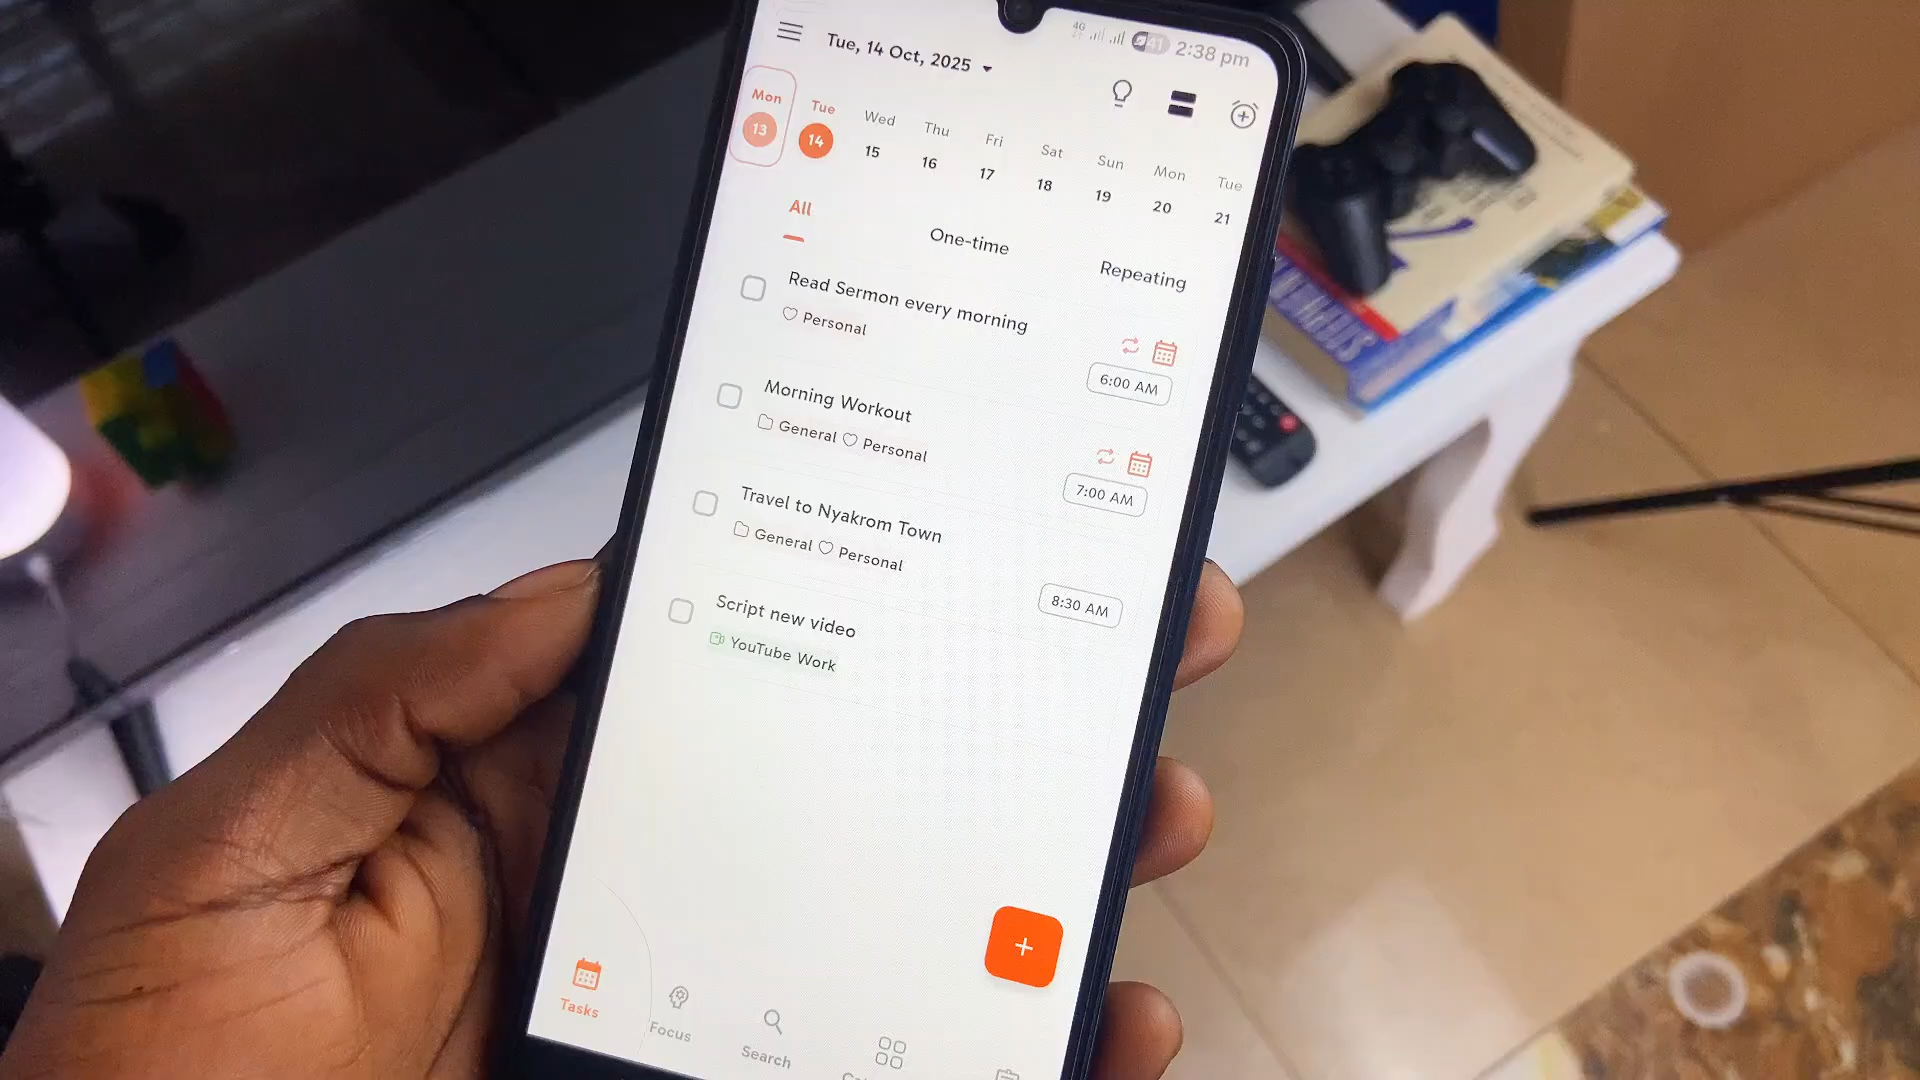 4G 41 2:38 pm
Tue, 14 Oct, 2025
Mon Tue Wed Thu Fri Sat Sun Mon Tue
13 14 15 16 17 18 19 20 21
All One-time Repeating
Read Sermon every morning
Personal
6:00 AM
Morning Workout
General Personal
7:00 AM
Travel to Nyakrom Town
General Personal
8:30 AM
Script new video
YouTube Work
+
Tasks Focus Search